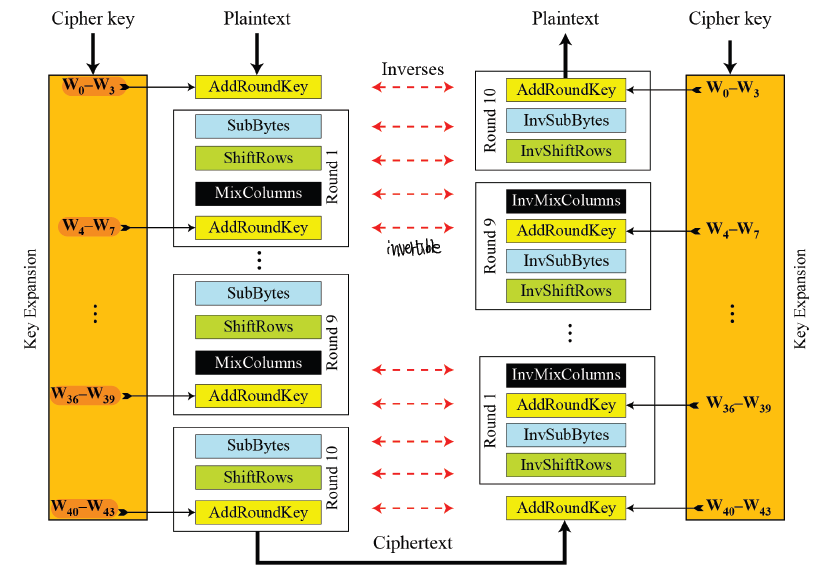 Cipher key
Plaintext
Plaintext
Cipher key
W0–W3
AddRoundKey
Inverses
AddRoundKey
W0–W3
SubBytes
ShiftRows
MixColumns
AddRoundKey
Round 1
W4–W7
invertible
InvSubBytes
InvShiftRows
Round 10
InvMixColumns
AddRoundKey
InvSubBytes
InvShiftRows
Round 9
W4–W7
Key Expansion
⋮
⋮
SubBytes
ShiftRows
MixColumns
AddRoundKey
Round 9
W36–W39
⋮
InvMixColumns
AddRoundKey
InvSubBytes
InvShiftRows
Round 1
W36–W39
⋮
Key Expansion
SubBytes
ShiftRows
AddRoundKey
Round 10
W40–W43
AddRoundKey
W40–W43
Ciphertext